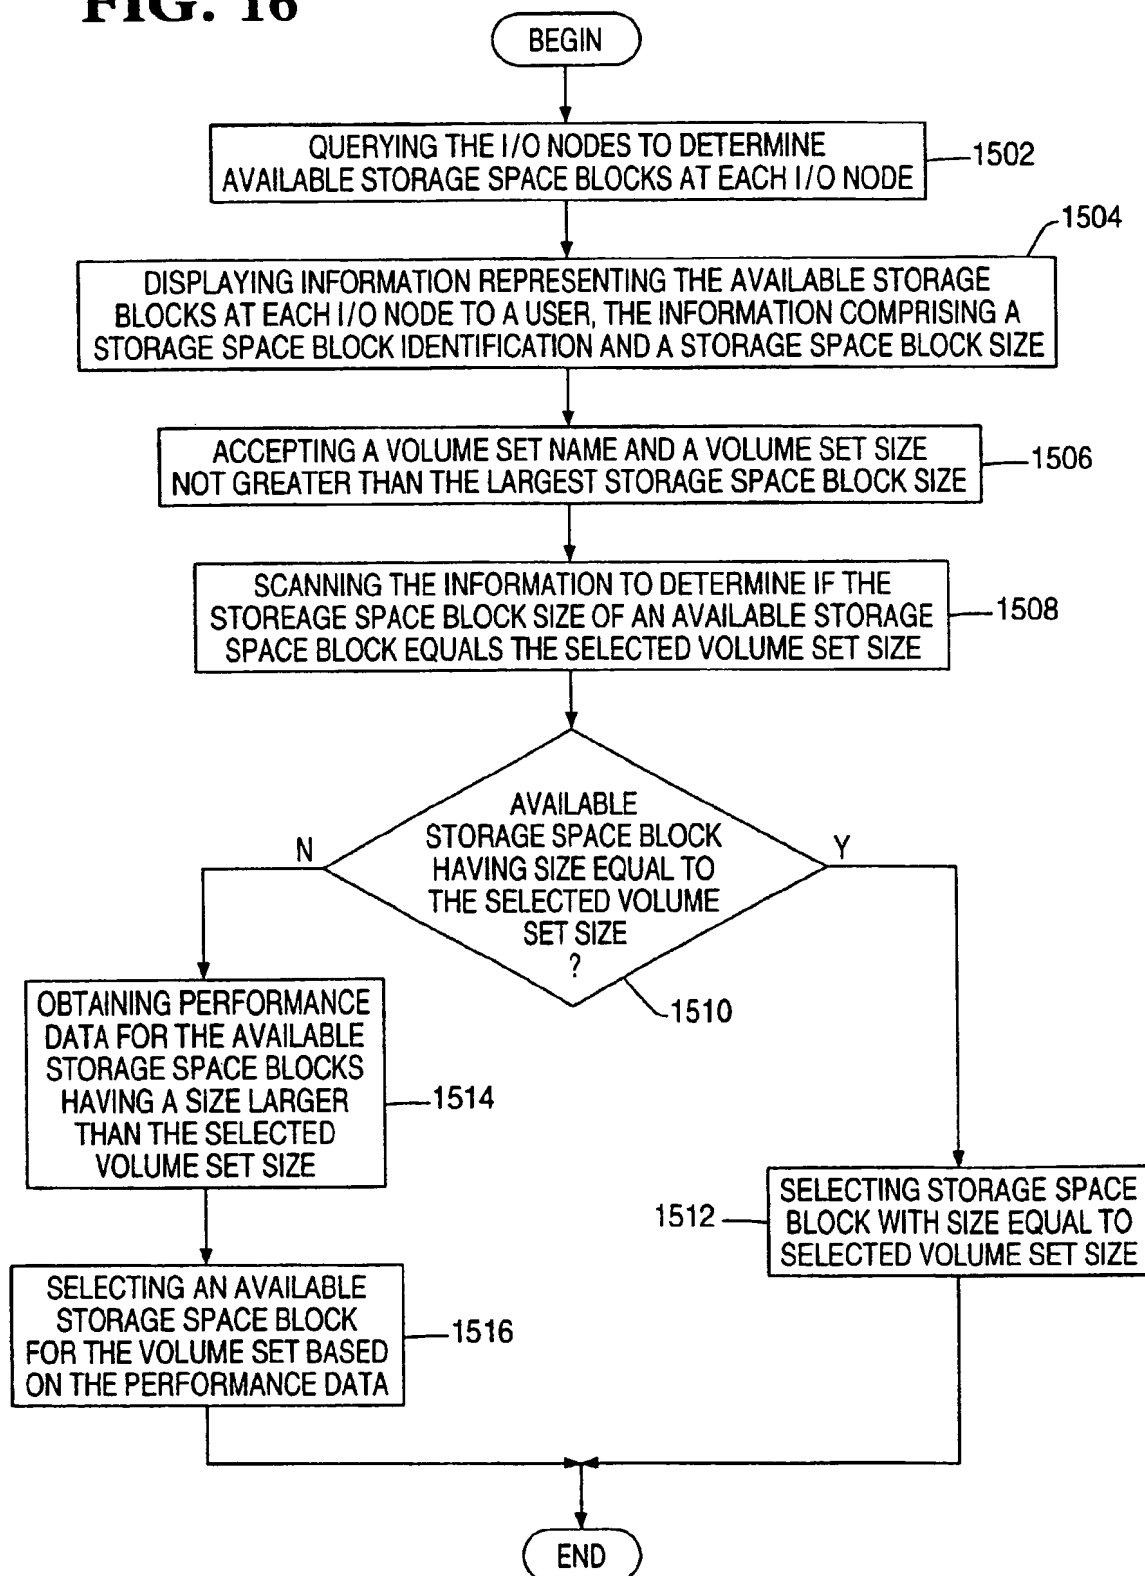 FIG. 16
BEGIN
QUERYING THE I/O NODES TO DETERMINE
AVAILABLE STORAGE SPACE BLOCKS AT EACH I/O NODE
1502
1504
DISPLAYING INFORMATION REPRESENTING THE AVAILABLE STORAGE
BLOCKS AT EACH I/O NODE TO A USER, THE INFORMATION COMPRISING A
STORAGE SPACE BLOCK IDENTIFICATION AND A STORAGE SPACE BLOCK SIZE
ACCEPTING A VOLUME SET NAME AND A VOLUME SET SIZE
NOT GREATER THAN THE LARGEST STORAGE SPACE BLOCK SIZE
1506
SCANNING THE INFORMATION TO DETERMINE IF THE
STOREAGE SPACE BLOCK SIZE OF AN AVAILABLE STORAGE
SPACE BLOCK EQUALS THE SELECTED VOLUME SET SIZE
1508
AVAILABLE
STORAGE SPACE BLOCK
HAVING SIZE EQUAL TO
THE SELECTED VOLUME
SET SIZE
?
N
Y
1510
OBTAINING PERFORMANCE
DATA FOR THE AVAILABLE
STORAGE SPACE BLOCKS
HAVING A SIZE LARGER
THAN THE SELECTED
VOLUME SET SIZE
1514
1512
SELECTING STORAGE SPACE
BLOCK WITH SIZE EQUAL TO
SELECTED VOLUME SET SIZE
SELECTING AN AVAILABLE
STORAGE SPACE BLOCK
FOR THE VOLUME SET BASED
ON THE PERFORMANCE DATA
1516
END